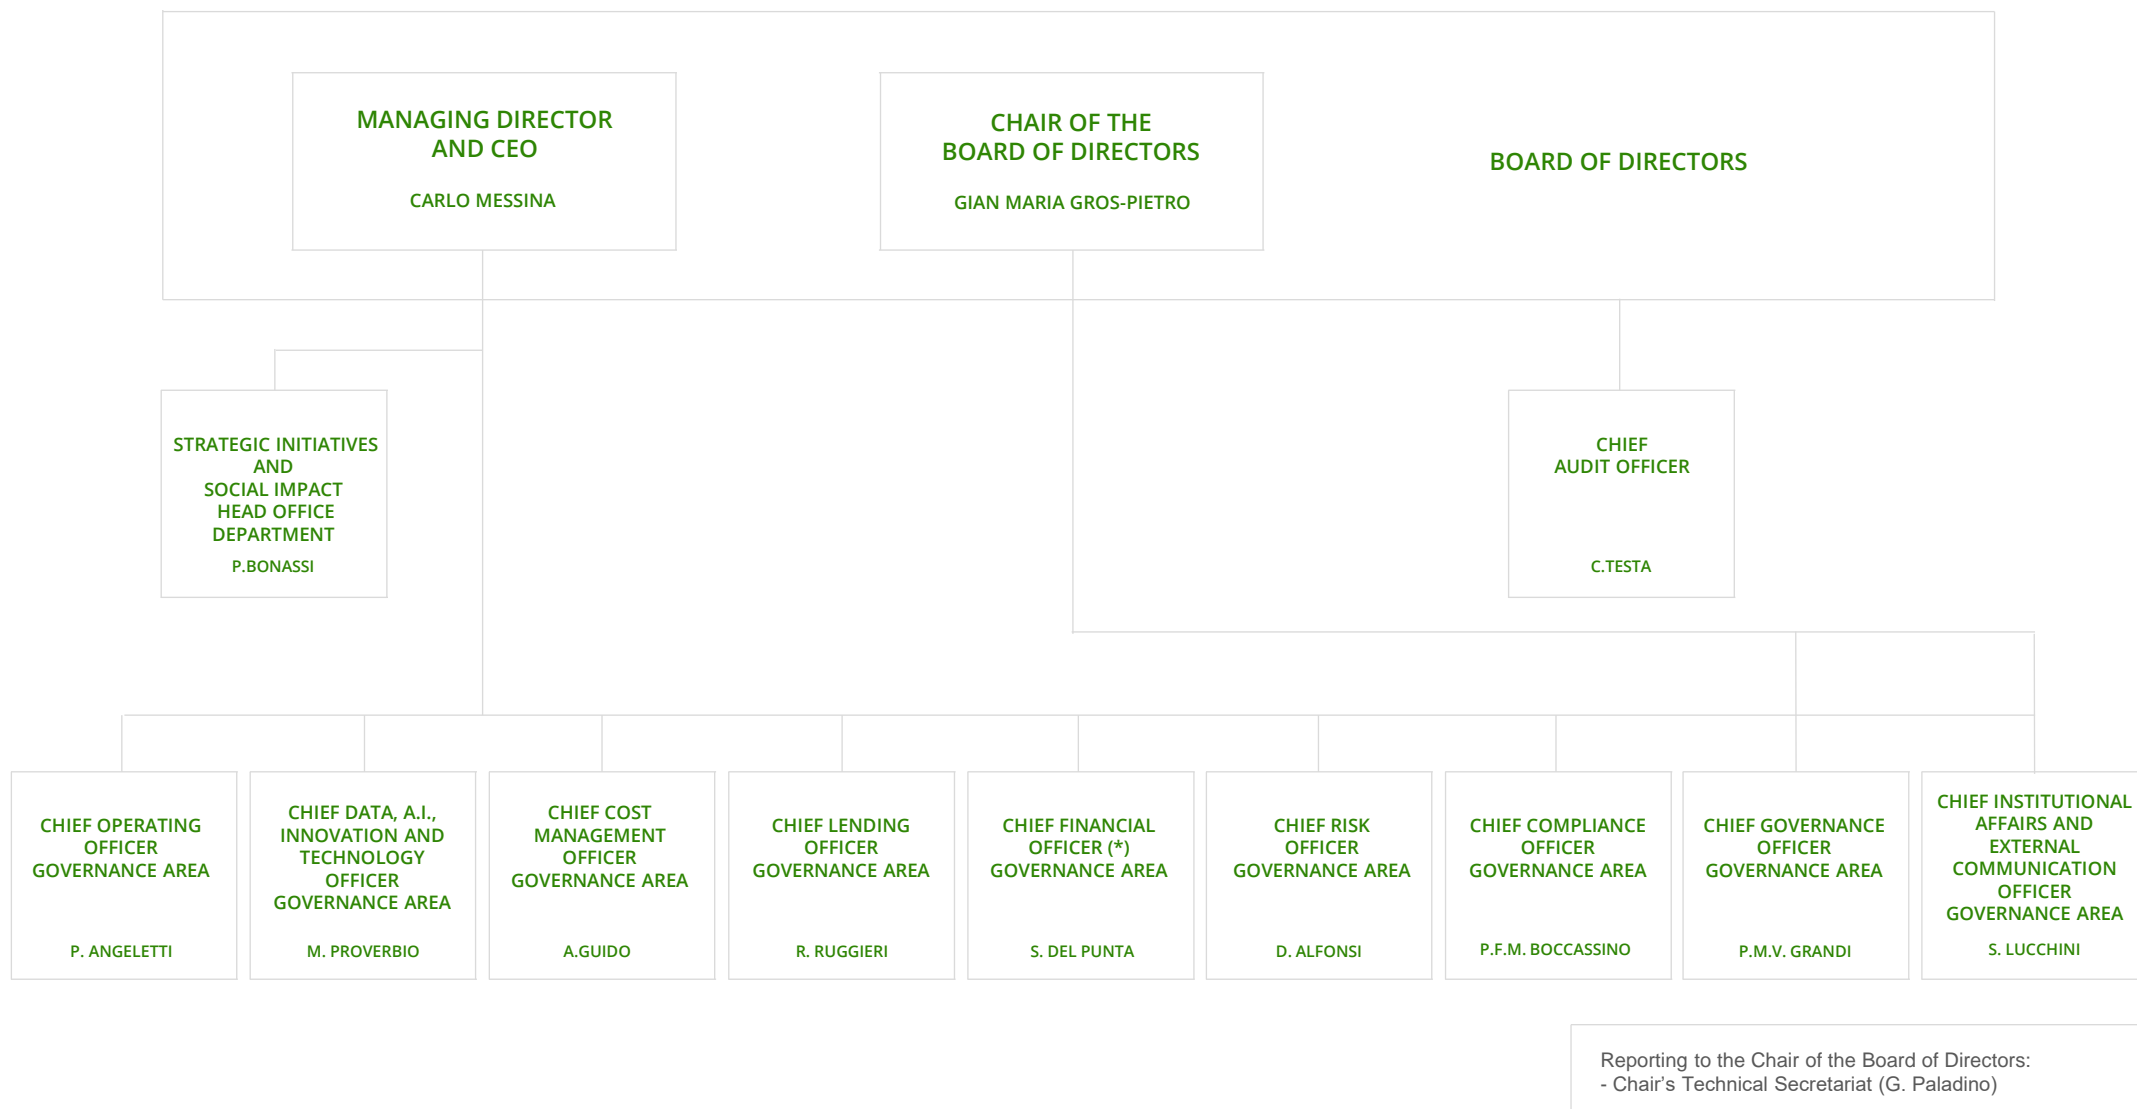 MANAGING DIRECTOR
AND CEO
CARLO MESSINA
CHAIR OF THE
BOARD OF DIRECTORS
GIAN MARIA GROS-PIETRO
BOARD OF DIRECTORS
STRATEGIC INITIATIVES
AND
SOCIAL IMPACT
HEAD OFFICE
DEPARTMENT
P.BONASSI
CHIEF
AUDIT OFFICER
C.TESTA
CHIEF OPERATING
OFFICER
GOVERNANCE AREA
P. ANGELETTI
CHIEF DATA, A.I.,
INNOVATION AND
TECHNOLOGY
OFFICER
GOVERNANCE AREA
M. PROVERBIO
CHIEF COST
MANAGEMENT
OFFICER
GOVERNANCE AREA
A.GUIDO
CHIEF LENDING
OFFICER
GOVERNANCE AREA
R. RUGGIERI
CHIEF FINANCIAL
OFFICER (*)
GOVERNANCE AREA
S. DEL PUNTA
CHIEF RISK
OFFICER
GOVERNANCE AREA
D. ALFONSI
CHIEF COMPLIANCE
OFFICER
GOVERNANCE AREA
P.F.M. BOCCASSINO
CHIEF GOVERNANCE
OFFICER
GOVERNANCE AREA
P.M.V. GRANDI
CHIEF INSTITUTIONAL
AFFAIRS AND
EXTERNAL
COMMUNICATION
OFFICER
GOVERNANCE AREA
S. LUCCHINI
Reporting to the Chair of the Board of Directors:
- Chair’s Technical Secretariat (G. Paladino)